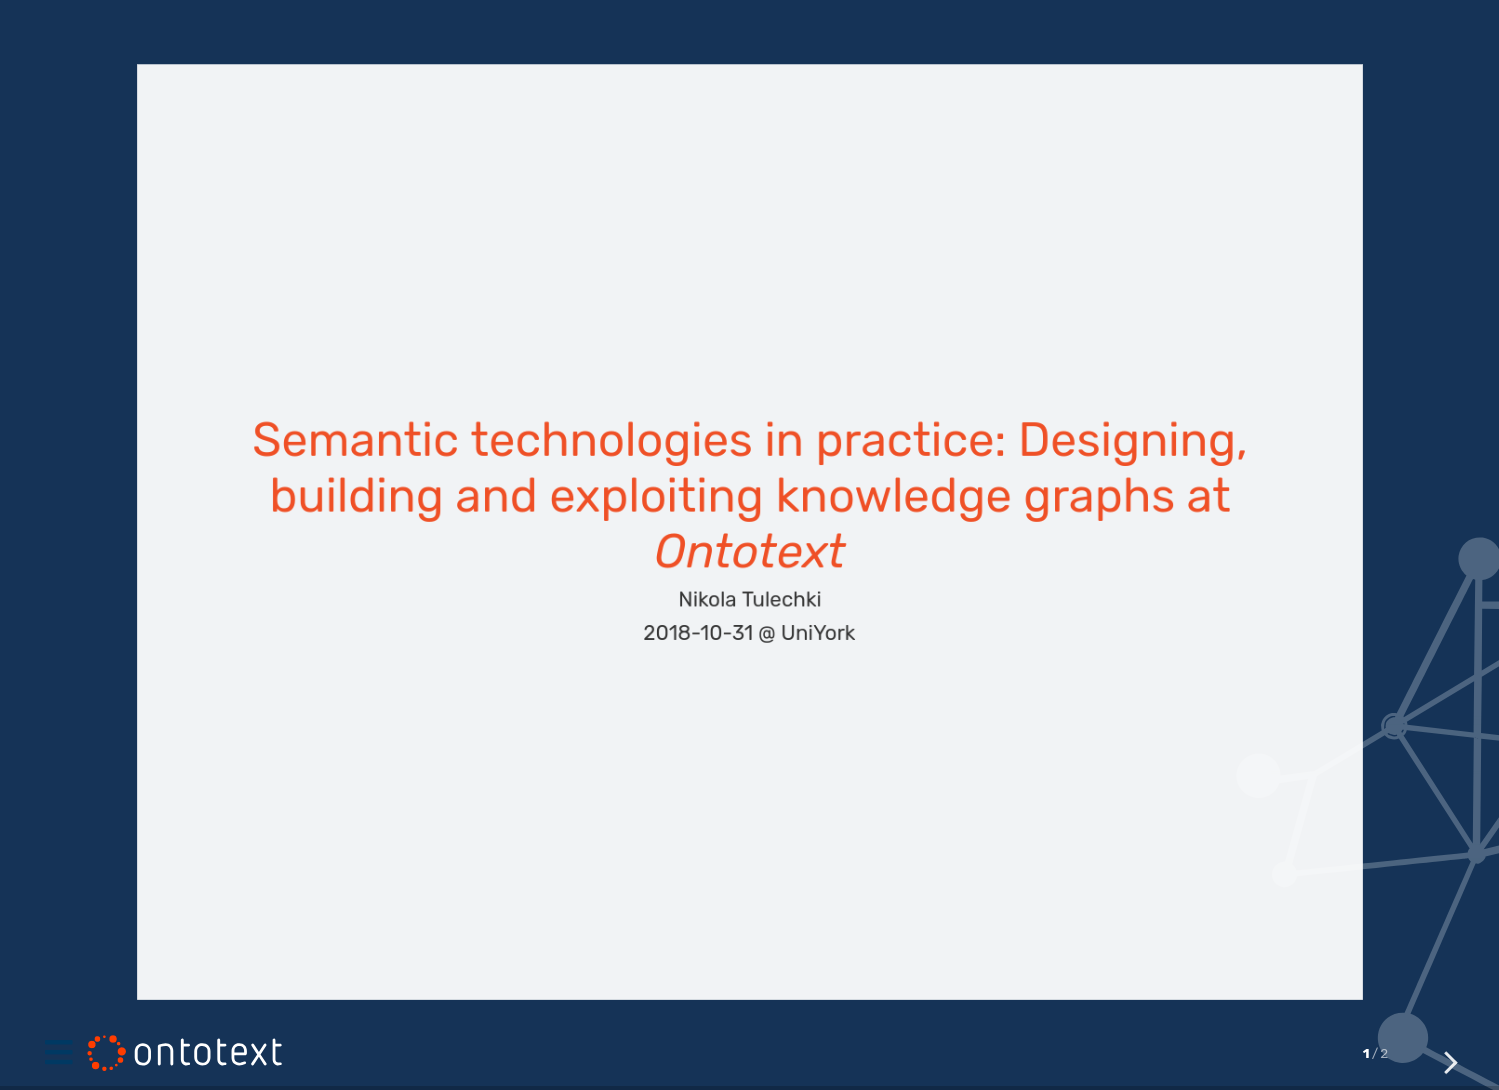 Semantic technologies in practice: Designing,
building and exploiting knowledge graphs at
Ontotext
Nikola Tulechki
2018-10-31 @ UniYork
ontotext
1 / 2